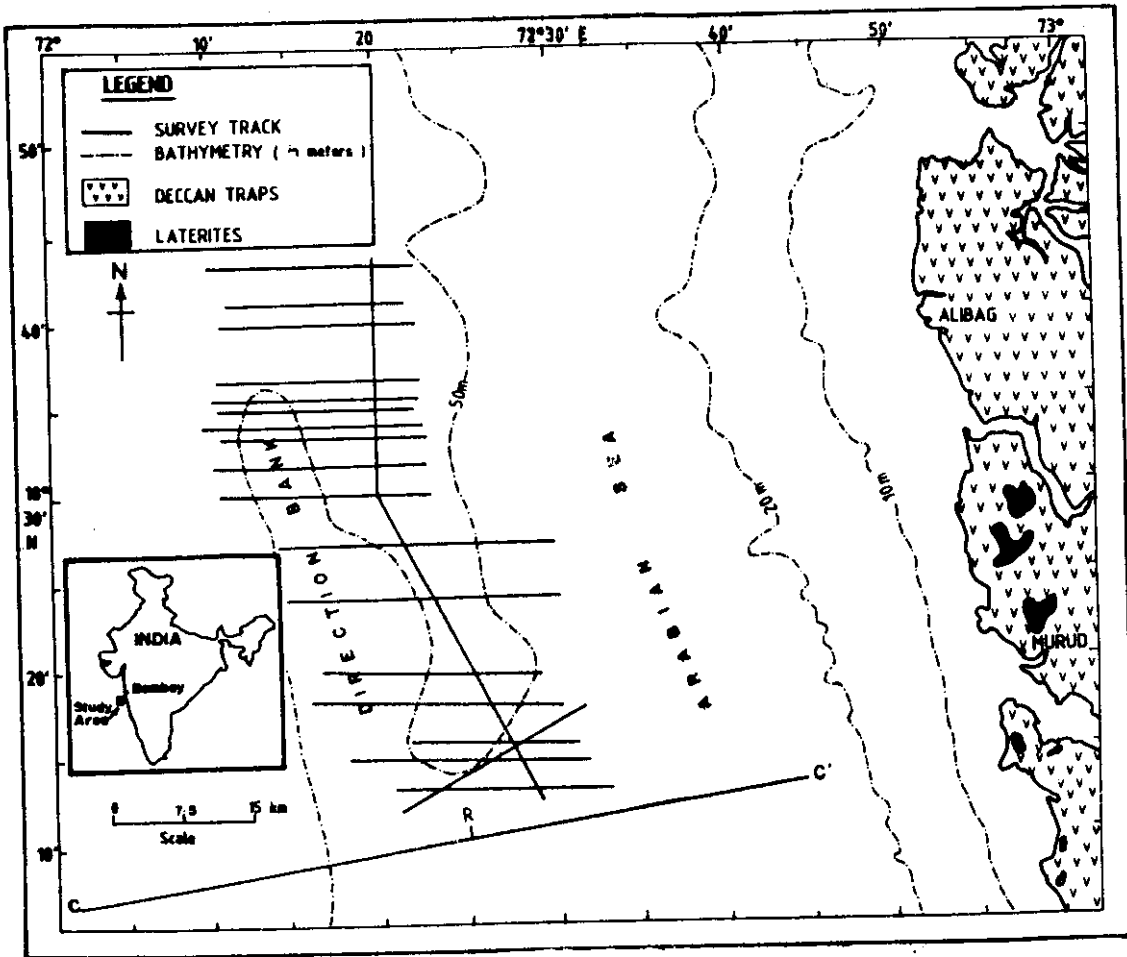 72° 10' 20 72° 30' E 40' 50' 73°
LEGEND
SURVEY TRACK
BATHYMETRY ( in meters )
DECCAN TRAPS
LATERITES
50'
N
40'
ALIBAG
50m
ARABIAN SEA
DIRECTION BANK
20m
10m
18°
30'
N
INDIA
Bombay
Study
Area
MURUD
20'
0 7.5 15 km
Scale
R
C'
10'
C